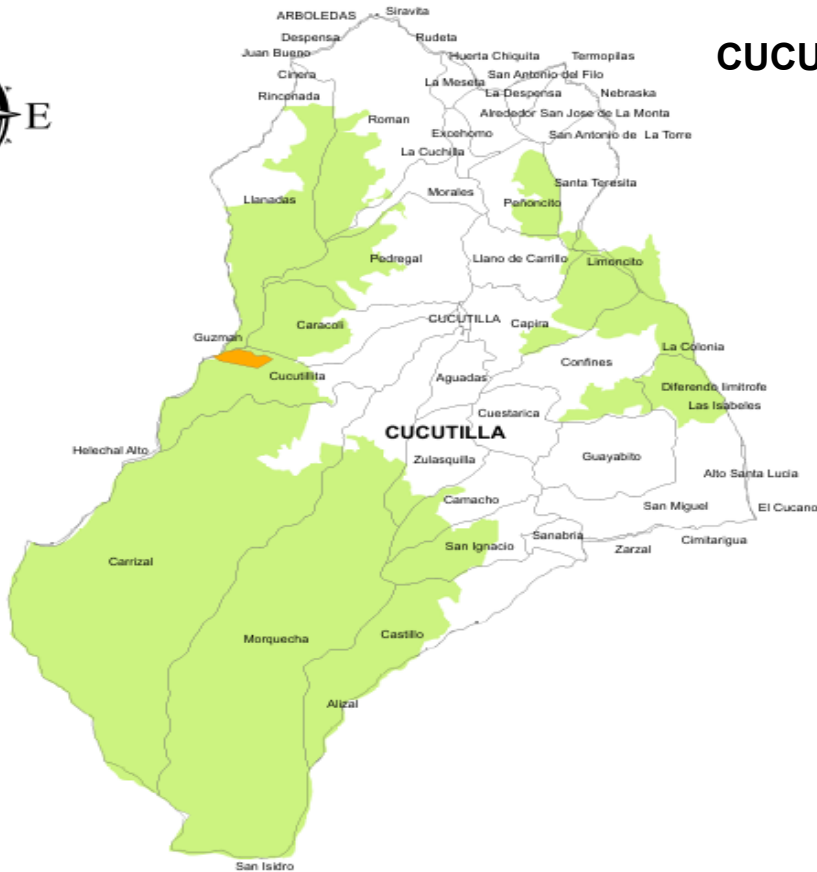 ARBOLEDAS
Siravita
Despensa
Rudeta
CUCU
Juan Bueno
Huerta Chiquita
Termopilas
Cinera
La Meseta
San Antonio del Filo
Rinconada
La Despensa
Nebraska
E
Roman
Alrededor
San Jose de La Monta
Excehomo
San Antonio de La Torre
La Cuchilla
Morales
Santa Teresita
Llanadas
Peñoncito
Pedregal
Llano de Carrillo
Limoncito
Caracoli
CUCUTILLA
Capira
Guzman
La Colonia
Cucutillita
Aguadas
Confines
Diferendo limitrofe
Las Isabeles
Cuestarica
CUCUTILLA
Helechal Alto
Zulasquilla
Guayabito
Alto Santa Lucia
Camacho
San Miguel
El Cucano
San Ignacio
Sanabria
Zarzal
Cimitarigua
Carrizal
Morquecha
Castillo
Alizal
San Isidro